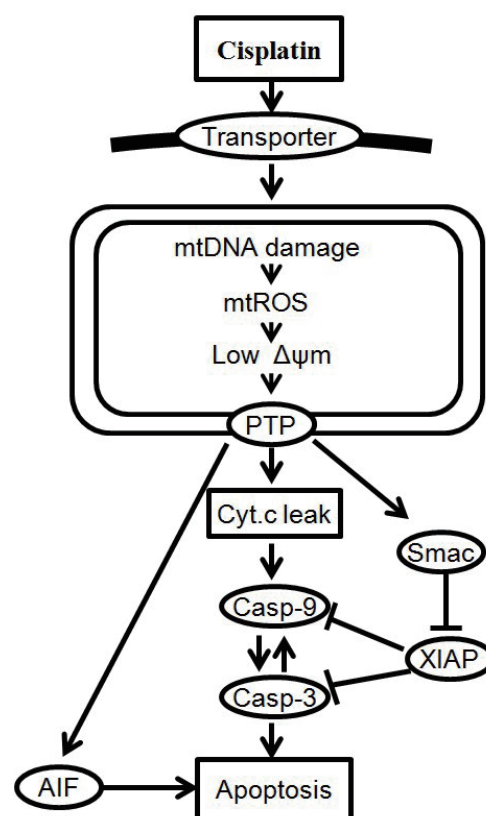 Cisplatin
Transporter
mtDNA damage
mtROS
Low Δψm
PTP
Cyt.c leak
Smac
Casp-9
XIAP
Casp-3
AIF
Apoptosis